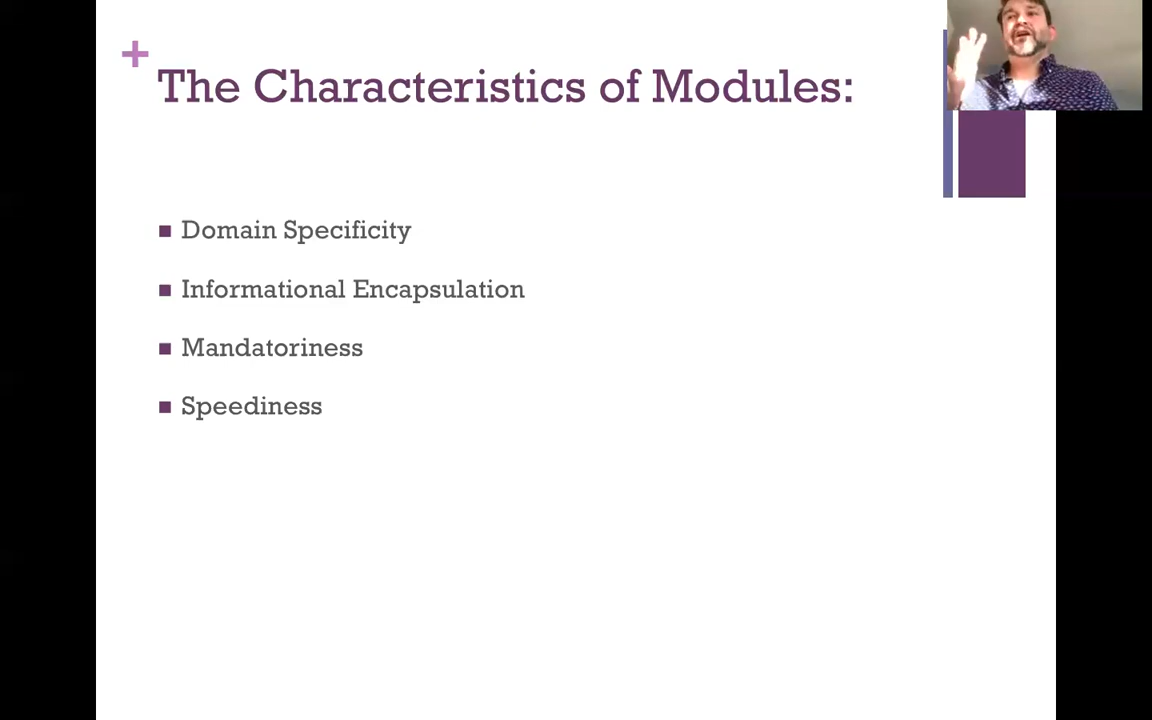 +
The Characteristics of Modules:
Domain Specificity
Informational Encapsulation
Mandatoriness
Speediness